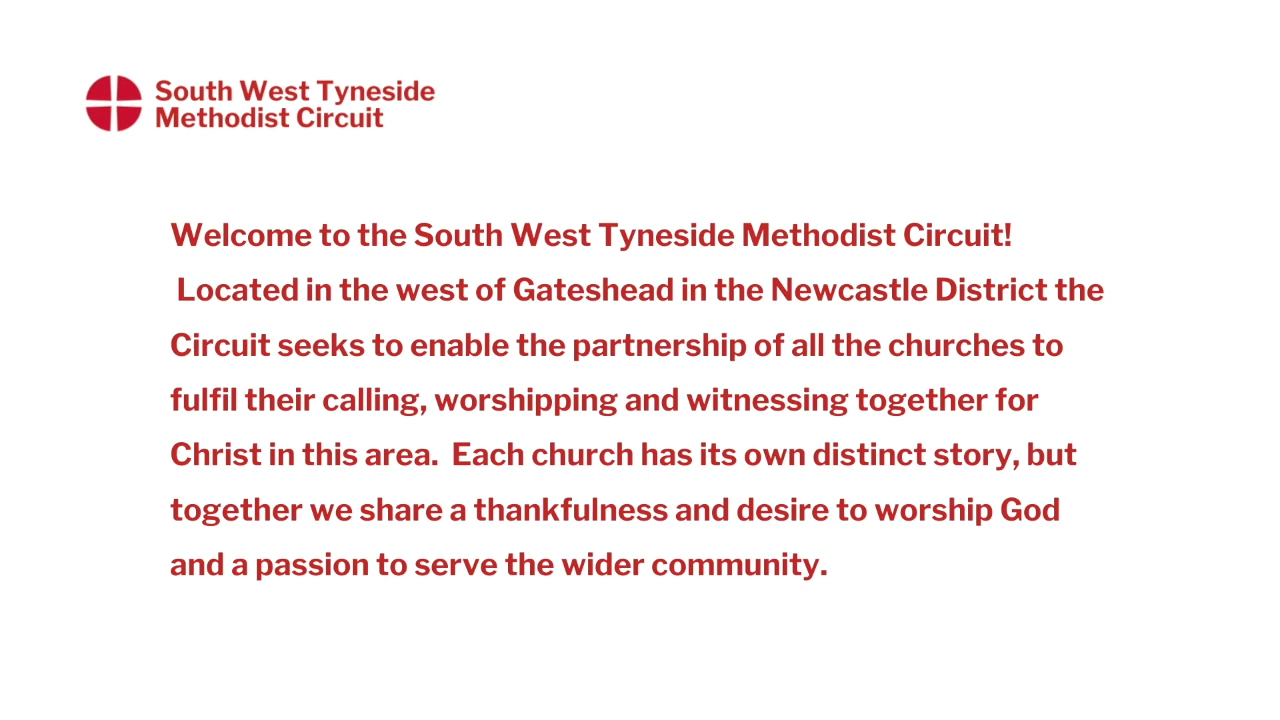 South West Tyneside
Methodist Circuit
Welcome to the South West Tyneside Methodist Circuit!
Located in the west of Gateshead in the Newcastle District the
Circuit seeks to enable the partnership of all the churches to
fulfil their calling, worshipping and witnessing together for
Christ in this area.  Each church has its own distinct story, but
together we share a thankfulness and desire to worship God
and a passion to serve the wider community.